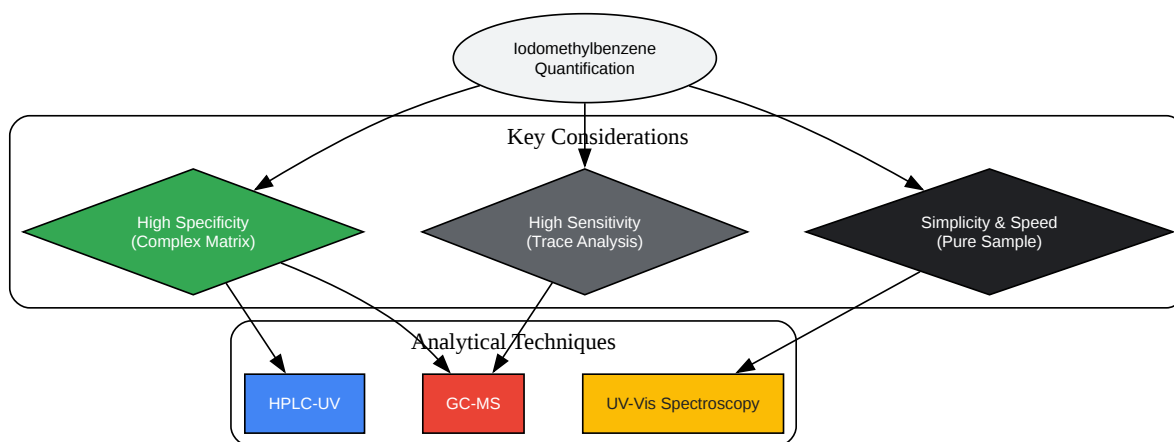 Iodomethylbenzene
Quantification
Key Considerations
High Specificity
(Complex Matrix)
High Sensitivity
(Trace Analysis)
Simplicity & Speed
(Pure Sample)
Analytical Techniques
HPLC-UV
GC-MS
UV-Vis Spectroscopy